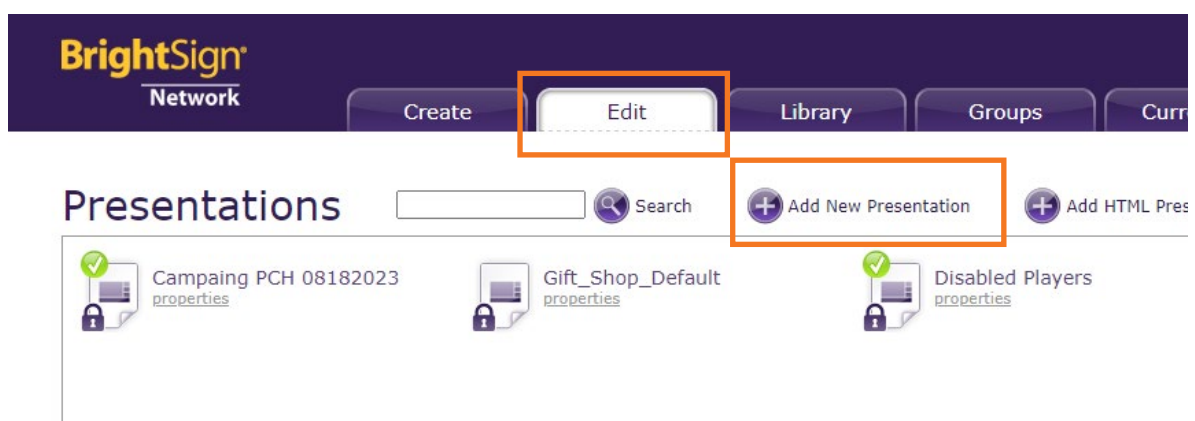 BrightSign®
Network
Create Edit Library Groups Curr
Presentations Search Add New Presentation Add HTML Pres
Campaing PCH 08182023 Gift_Shop_Default Disabled Players
properties properties properties